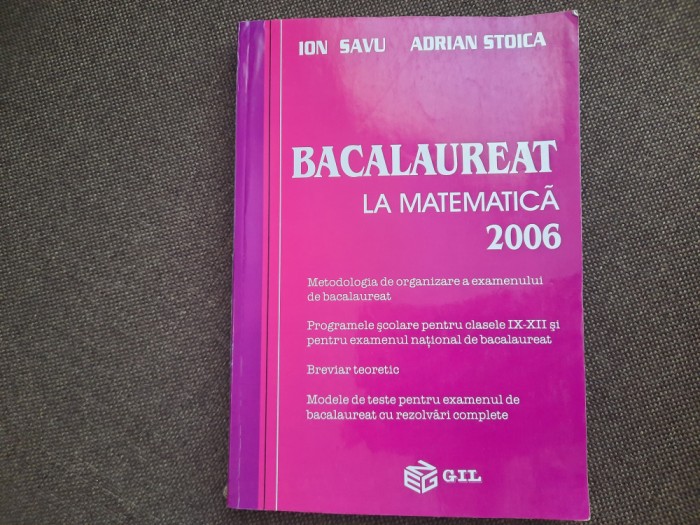 ION SAVU ADRIAN STOICA
BACALAUREAT
LA MATEMATICĂ
2006
Metodologia de organizare a examenului
de bacalaureat
Programele şcolare pentru clasele IX-XII şi
pentru examenul naţional de bacalaureat
Breviar teoretic
Modele de teste pentru examenul de
bacalaureat cu rezolvări complete
GIL